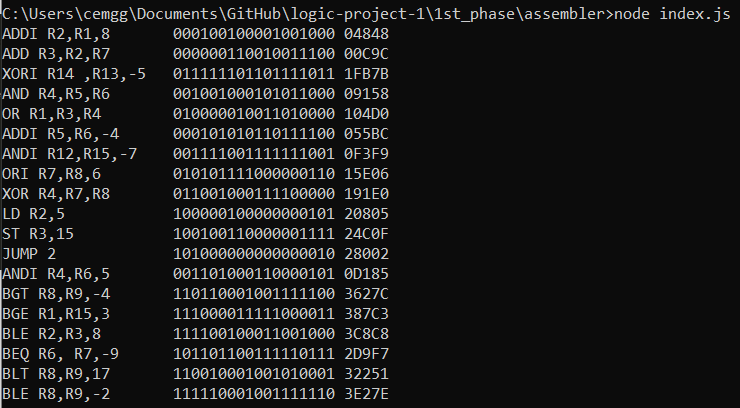 C:\Users\cemgg\Documents\GitHub\logic-project-1\1st_phase\assembler>node index.js
ADDI R2,R1,8 000100100001001000 04848
ADD R3,R2,R7 000000110010011100 00C9C
XORI R14 ,R13,-5 011111101101111011 1FB7B
AND R4,R5,R6 001001000101011000 09158
OR R1,R3,R4 010000010011010000 104D0
ADDI R5,R6,-4 000101010110111100 055BC
ANDI R12,R15,-7 001111001111111001 0F3F9
ORI R7,R8,6 010101111000000110 15E06
XOR R4,R7,R8 011001000111100000 191E0
LD R2,5 100000100000000101 20805
ST R3,15 100100110000001111 24C0F
JUMP 2 101000000000000010 28002
ANDI R4,R6,5 001101000110000101 0D185
BGT R8,R9,-4 110110001001111100 3627C
BGE R1,R15,3 111000011111000011 387C3
BLE R2,R3,8 111100100011001000 3C8C8
BEQ R6, R7,-9 101101100111110111 2D9F7
BLT R8,R9,17 110010001001010001 32251
BLE R8,R9,-2 111110001001111110 3E27E